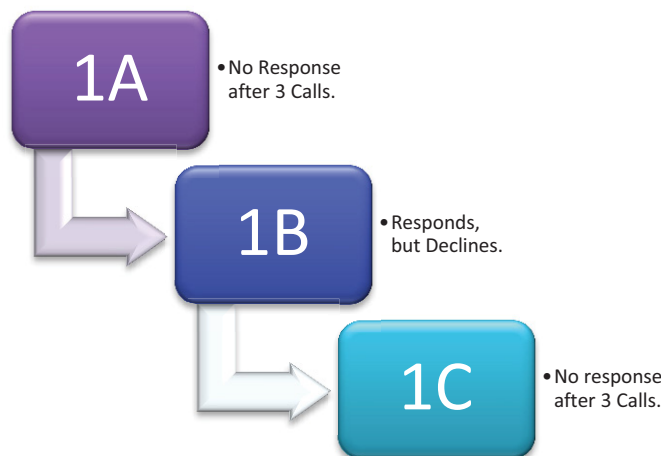 1A
•No Response
after 3 Calls.
1B
•Responds,
but Declines.
1C
•No response
after 3 Calls.